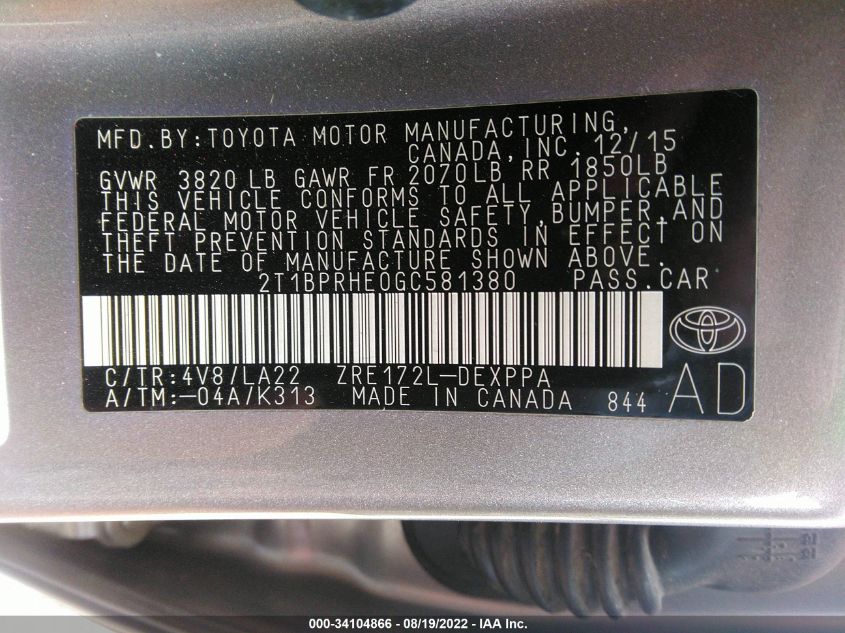 MFD.BY:TOYOTA MOTOR MANUFACTURING,
CANADA,INC. 12/15
GVWR 3820 LB GAWR FR 2070LB RR 1850LB
THIS VEHICLE CONFORMS TO ALL APPLICABLE
FEDERAL MOTOR VEHICLE SAFETY,BUMPER,AND
THEFT PREVENTION STANDARDS IN EFFECT ON
THE DATE OF MANUFACTURE SHOWN ABOVE.
2T1BPRHE0GC581380 PASS.CAR
C/TR:4V8/LA22 ZRE172L-DEXPPA
A/TM:-04A/K313 MADE IN CANADA 844
AD
000-34104866 - 08/19/2022 - IAA Inc.